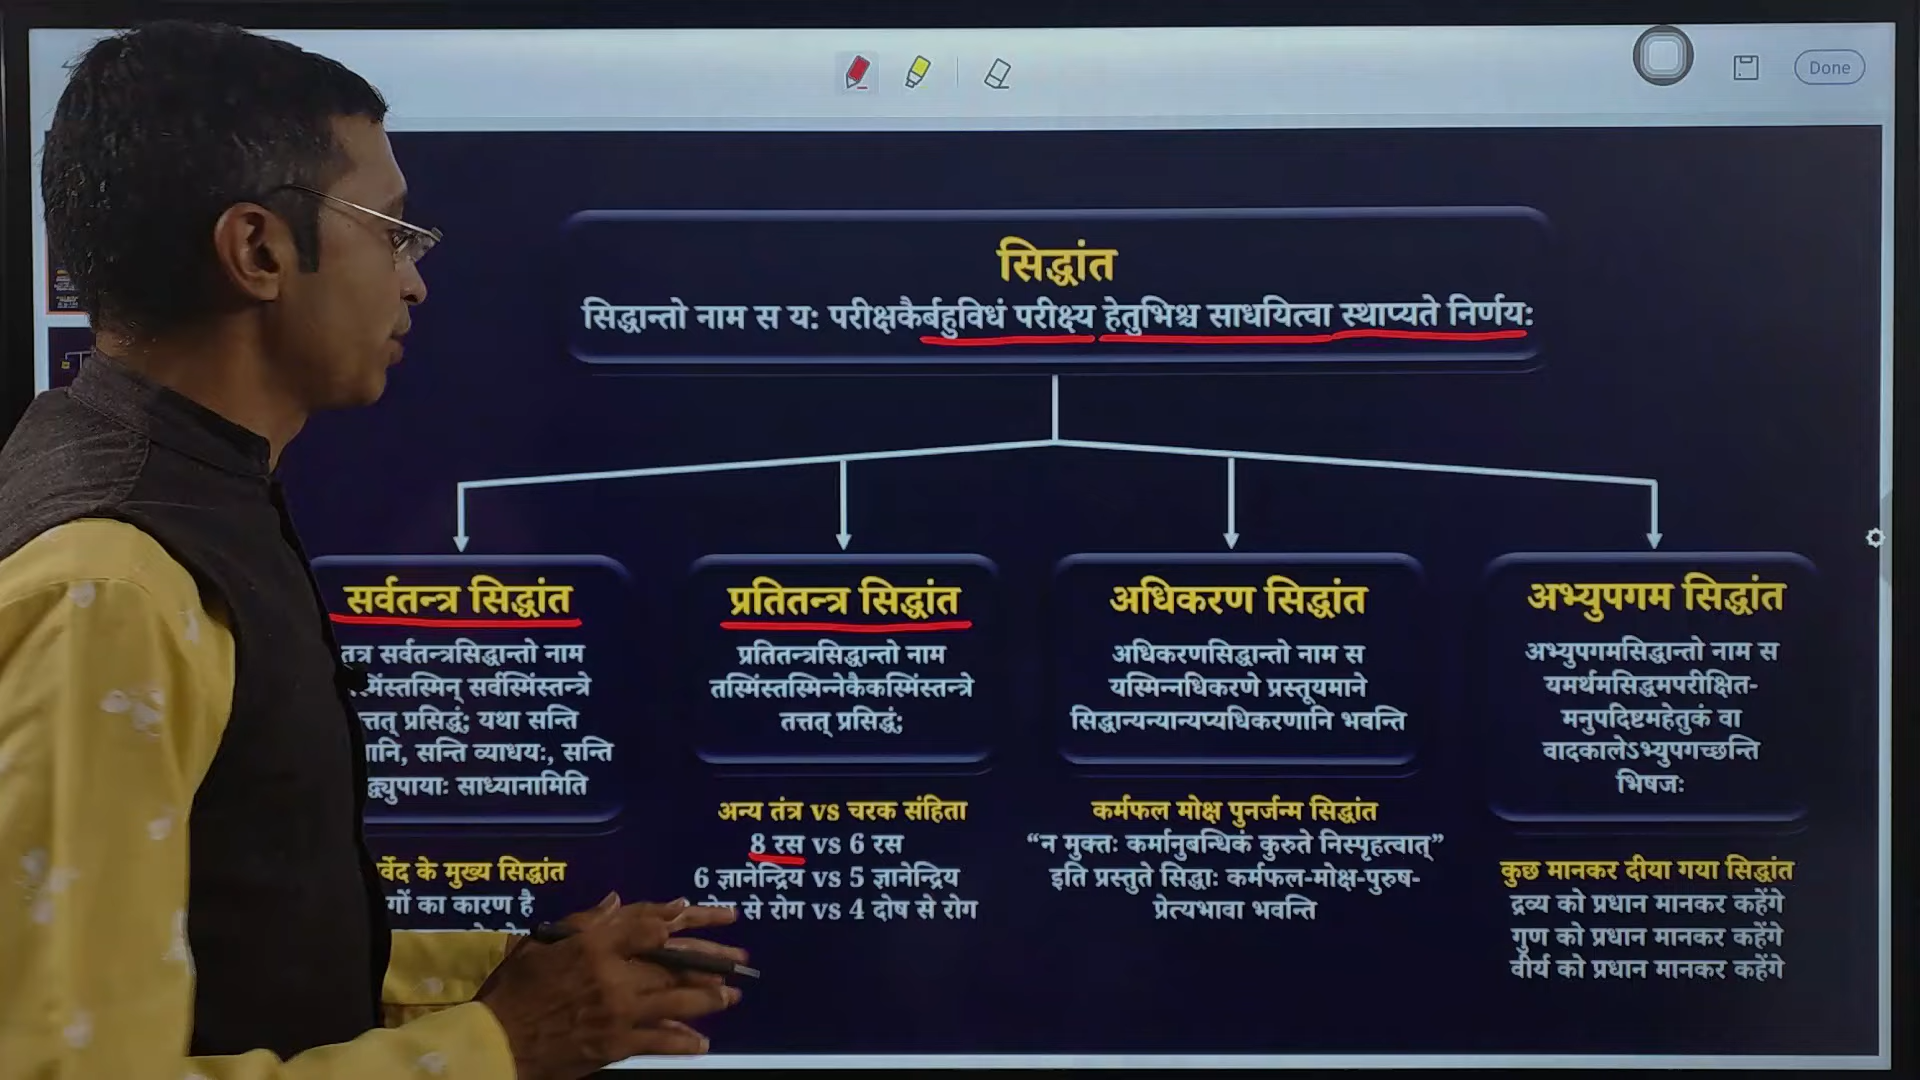 Done
सिद्धांत
सिद्धान्तो नाम स य: परीक्षकैर्बहुविधं परीक्ष्य हेतुभिश्च साधयित्वा स्थाप्यते निर्णय:
सर्वतन्त्र सिद्धांत
तत्र सर्वतन्त्रसिद्धान्तो नाम
सर्वस्मिंस्तन्त्रे
प्रसिद्धं; यथा सन्ति
सन्ति व्याधयः, सन्ति
साध्यानामिति
के मुख्य सिद्धांत
का कारण है
प्रतितन्त्र सिद्धांत
प्रतितन्त्रसिद्धान्तो नाम
तस्मिंस्तस्मिन्नेकैकस्मिंस्तन्त्रे
तत्तत् प्रसिद्धं;
अन्य तंत्र vs चरक संहिता
8 रस vs 6 रस
6 ज्ञानेन्द्रिय vs 5 ज्ञानेन्द्रिय
से रोग vs 4 दोष से रोग
अधिकरण सिद्धांत
अधिकरणसिद्धान्तो नाम स
यस्मिन्नधिकरणे प्रस्तूयमाने
सिद्धान्यन्यान्यप्यधिकरणानि भवन्ति
कर्मफल मोक्ष पुनर्जन्म सिद्धांत
“न मुक्तः कर्मानुबन्धिकं कुरुते निस्पृहत्वात्”
इति प्रस्तुते सिद्धाः कर्मफल-मोक्ष-पुरुष-
प्रेत्यभावा भवन्ति
अभ्युपगम सिद्धांत
अभ्युपगमसिद्धान्तो नाम स
यमर्थमसिद्धमपरीक्षित-
मनुपदिष्टमहेतुकं वा
वादकालेऽभ्युपगच्छन्ति
भिषजः
कुछ मानकर दीया गया सिद्धांत
द्रव्य को प्रधान मानकर कहेंगे
गुण को प्रधान मानकर कहेंगे
वीर्य को प्रधान मानकर कहेंगे